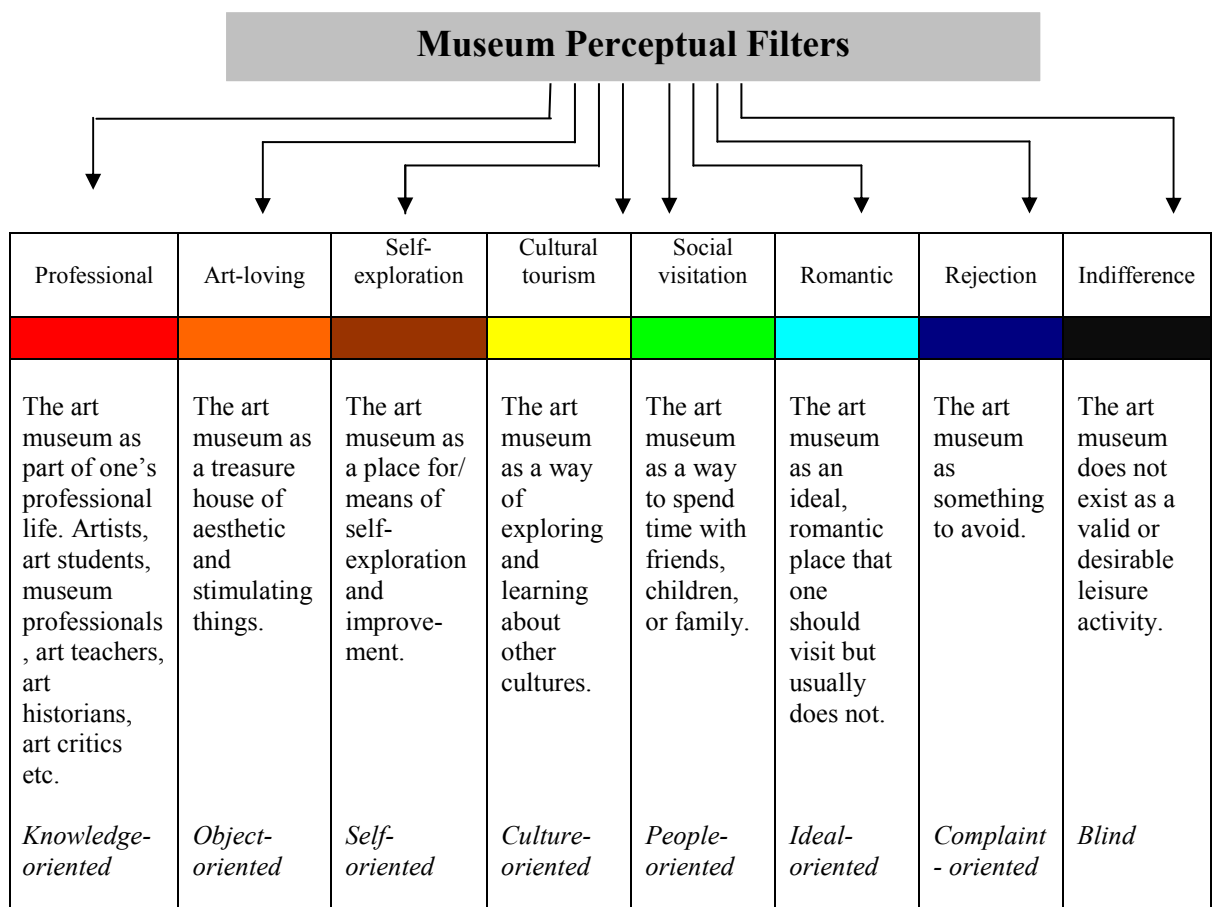 Museum Perceptual Filters
Professional
Art-loving
Self-
exploration
Cultural
tourism
Social
visitation
Romantic
Rejection
Indifference
The art
museum as
part of one’s
professional
life. Artists,
art students,
museum
professionals
, art teachers,
art
historians,
art critics
etc.
Knowledge-
oriented
The art
museum as
a treasure
house of
aesthetic
and
stimulating
things.
Object-
oriented
The art
museum as
a place for/
means of
self-
exploration
and
improve-
ment.
Self-
oriented
The art
museum
as a way
of
exploring
and
learning
about
other
cultures.
Culture-
oriented
The art
museum
as a way
to spend
time with
friends,
children,
or family.
People-
oriented
The art
museum
as an
ideal,
romantic
place that
one
should
visit but
usually
does not.
Ideal-
oriented
The art
museum
as
something
to avoid.
Complaint
- oriented
The art
museum
does not
exist as a
valid or
desirable
leisure
activity.
Blind